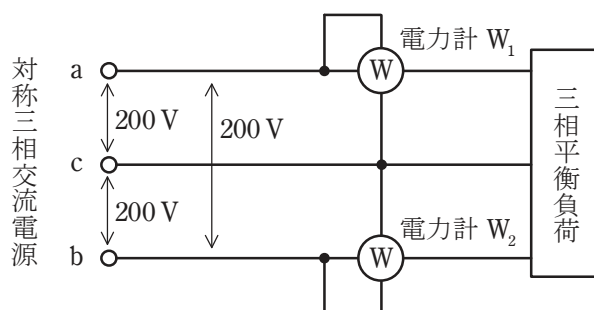 対称三相交流電源
a
c
b
200 V
200 V
200 V
W
電力計 W₁
W
電力計 W₂
三相平衡負荷